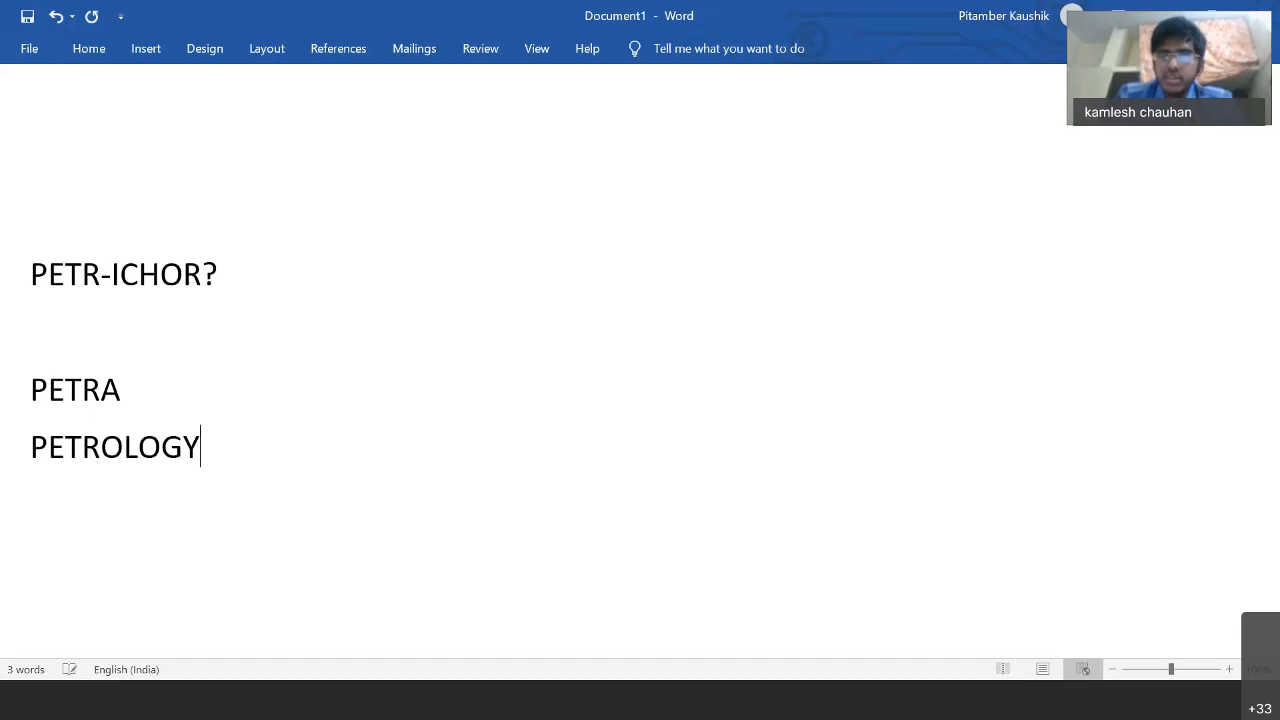 Document1 - Word
Pitamber Kaushik
File Home Insert Design Layout References Mailings Review View Help Tell me what you want to do
kamlesh chauhan
PETR-ICHOR?
PETRA
PETROLOGY
3 words English (India)
+33